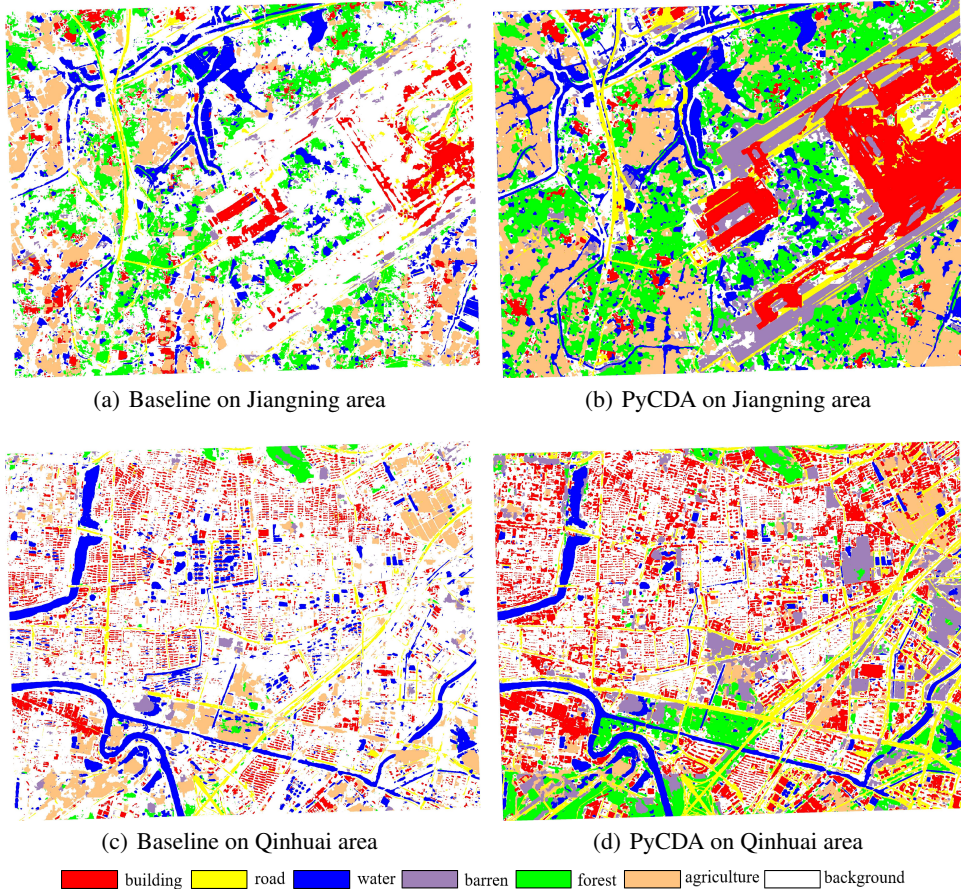 (a) Baseline on Jiangning area
(b) PyCDA on Jiangning area
(c) Baseline on Qinhuai area
(d) PyCDA on Qinhuai area
building road water barren forest agriculture background